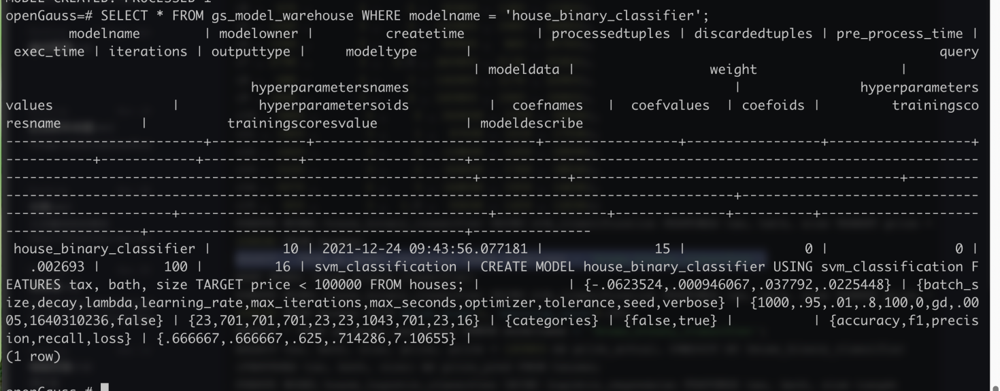 MODEL CREATED. PROCESSED 1
openGauss=# SELECT * FROM gs_model_warehouse WHERE modelname = 'house_binary_classifier';
modelname | modelowner | createtime | processedtuples | discardedtuples | pre_process_time |
exec_time | iterations | outputtype | modeltype | query
| modeldata | weight |
hyperparametersnames | hyperparameters
values | hyperparametersoids | coefnames | coefvalues | coefoids | trainingsco
resname | trainingscoresvalue | modeldescribe
---------------------------+-------------+------------------------------+------------------+------------------+-------------------+
-----------+------------+------------+---------------------+----------------------------------------------------------------
------------------------------------------------------------+-----------+------------------------------------------+---------
---------------------------------------------------------------------------------------------+------------------------------
---------------------+---------------------------------------+--------------+--------------+----------+--------------------
-----------------+----------------------------------------+---------------
house_binary_classifier | 10 | 2021-12-24 09:43:56.077181 | 15 | 0 | 0 |
.002693 | 100 | 16 | svm_classification | CREATE MODEL house_binary_classifier USING svm_classification F
EATURES tax, bath, size TARGET price < 100000 FROM houses; | | {-.0623524,.000946067,.037792,.0225448} | {batch_s
ize,decay,lambda,learning_rate,max_iterations,max_seconds,optimizer,tolerance,seed,verbose} | {1000,.95,.01,.8,100,0,gd,.00
05,1640310236,false} | {23,701,701,701,23,23,1043,701,23,16} | {categories} | {false,true} | | {accuracy,f1,precis
ion,recall,loss} | {.666667,.666667,.625,.714286,7.10655} |
(1 row)
openGauss=#